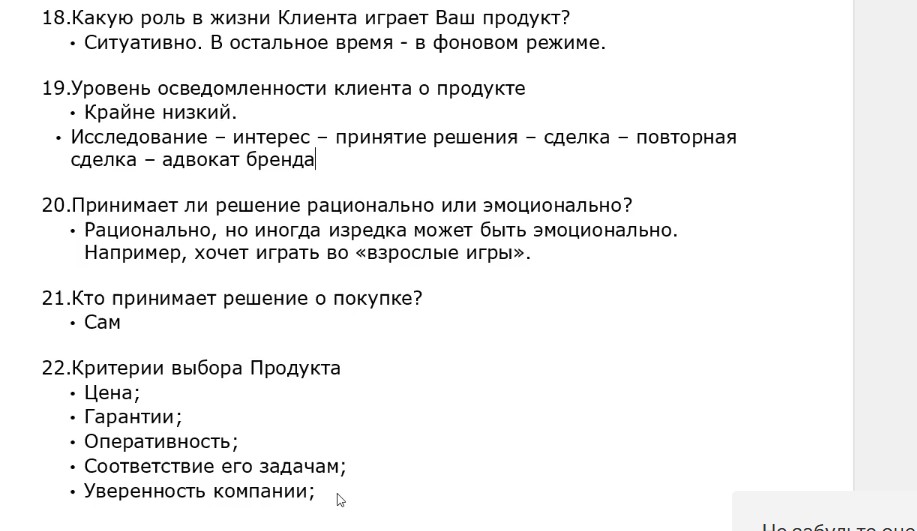 18.Какую роль в жизни Клиента играет Ваш продукт?
• Ситуативно. В остальное время - в фоновом режиме.
19.Уровень осведомленности клиента о продукте
• Крайне низкий.
• Исследование – интерес – принятие решения – сделка – повторная
сделка – адвокат бренда
20.Принимает ли решение рационально или эмоционально?
• Рационально, но иногда изредка может быть эмоционально.
Например, хочет играть во «взрослые игры».
21.Кто принимает решение о покупке?
• Сам
22.Критерии выбора Продукта
• Цена;
• Гарантии;
• Оперативность;
• Соответствие его задачам;
• Уверенность компании;